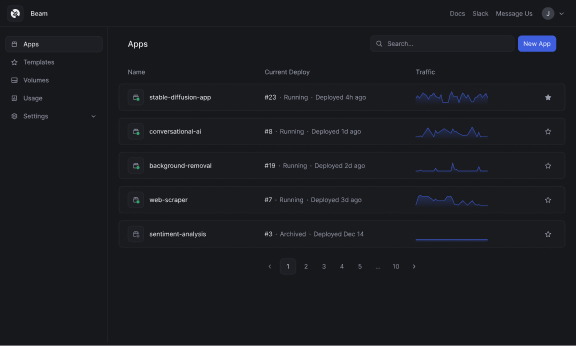 Beam
Docs Slack Message Us J
Apps
Templates
Volumes
Usage
Settings
Apps
Search...
New App
Name Current Deploy Traffic
stable-diffusion-app #23 · Running · Deployed 4h ago
conversational-ai #8 · Running · Deployed 1d ago
background-removal #19 · Running · Deployed 2d ago
web-scraper #7 · Running · Deployed 3d ago
sentiment-analysis #3 · Archived · Deployed Dec 14
‹ 1 2 3 4 5 ... 10 ›